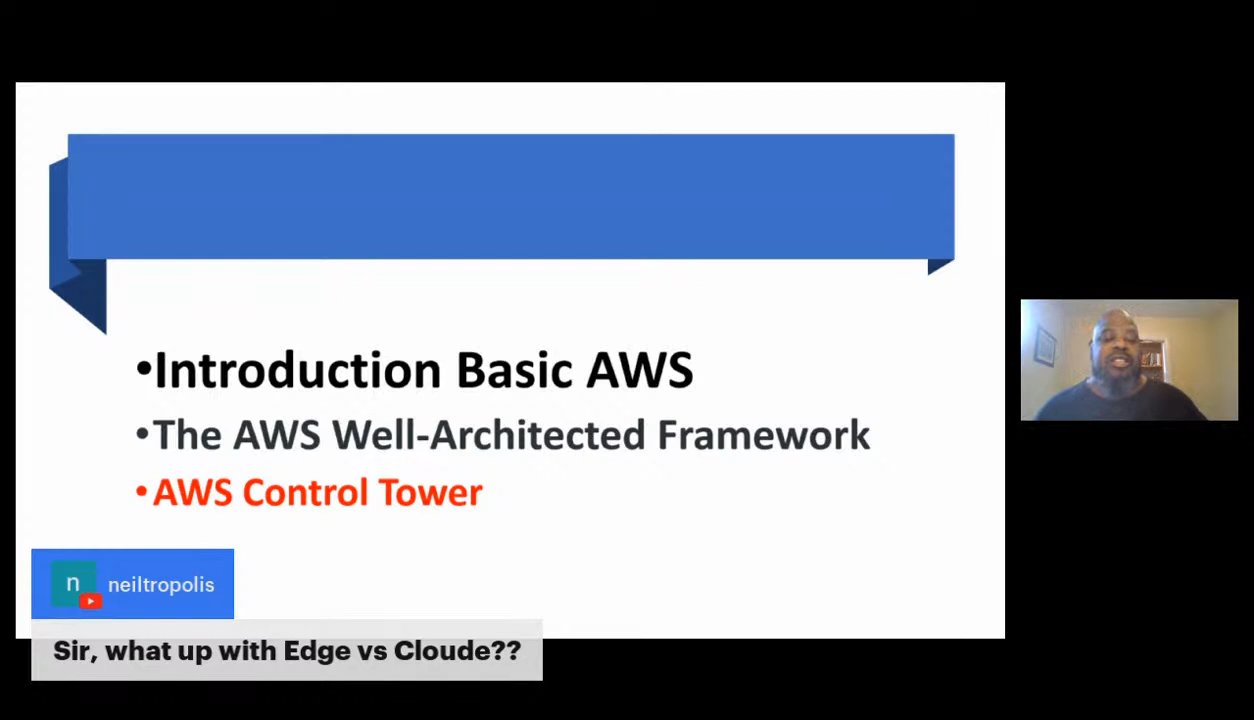 •Introduction Basic AWS
•The AWS Well-Architected Framework
•AWS Control Tower
n neiltropolis
Sir, what up with Edge vs Cloude??